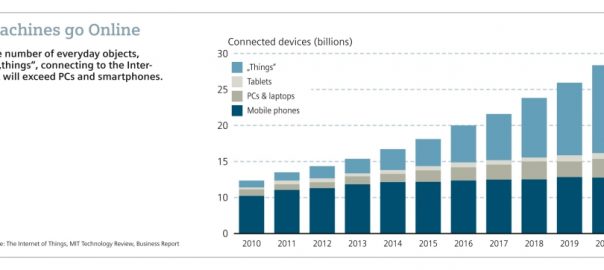 achines go Online
e number of everyday objects,
things", connecting to the Inter-
will exceed PCs and smartphones.
Connected devices (billions)
„Things"
Tablets
PCs & laptops
Mobile phones
30
25
20
15
10
5
0
2010 2011 2012 2013 2014 2015 2016 2017 2018 2019 20
e: The Internet of Things, MIT Technology Review, Business Report